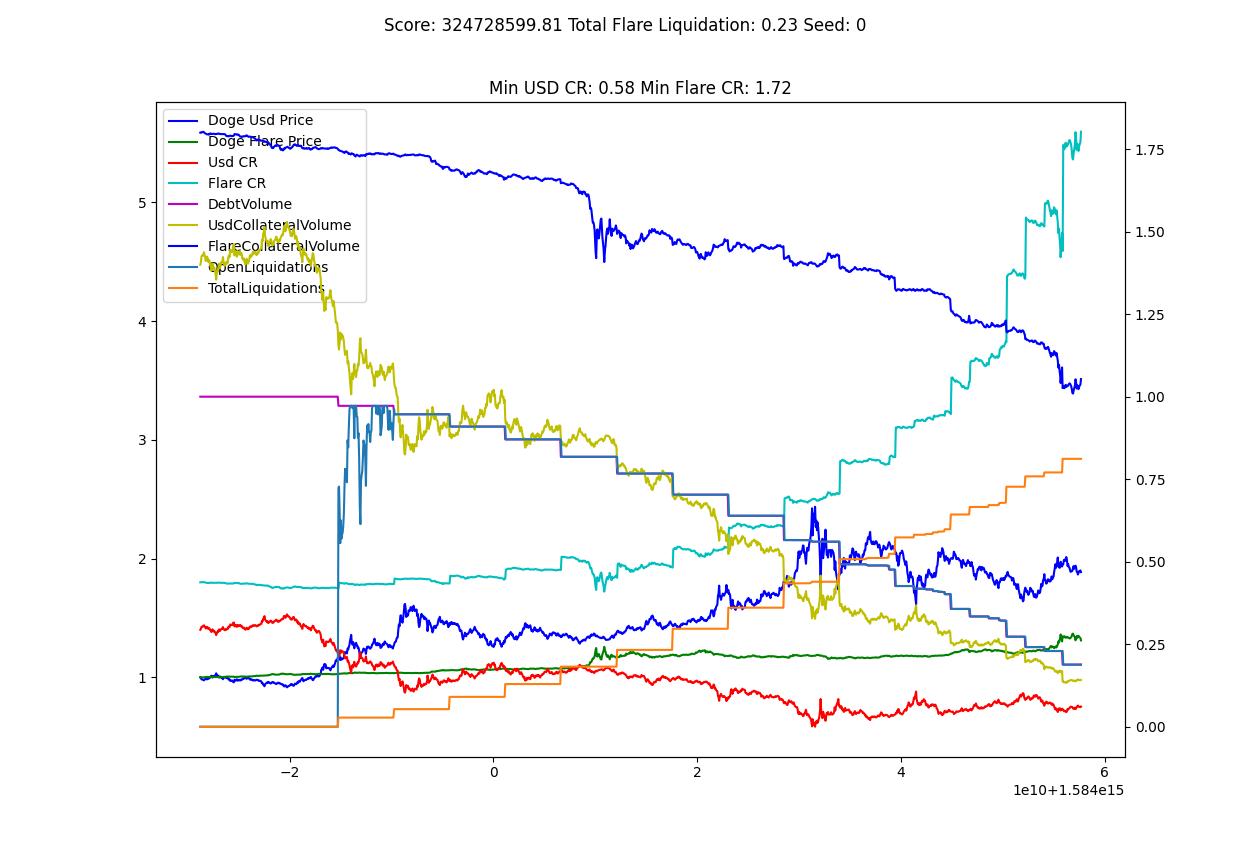 Score: 324728599.81 Total Flare Liquidation: 0.23 Seed: 0
Min USD CR: 0.58 Min Flare CR: 1.72
Doge Usd Price
Doge Flare Price
Usd CR
Flare CR
DebtVolume
UsdCollateralVolume
FlareCollateralVolume
OpenLiquidations
TotalLiquidations
5
4
3
2
1
1.75
1.50
1.25
1.00
0.75
0.50
0.25
0.00
−2
0
2
4
6
1e10+1.584e15